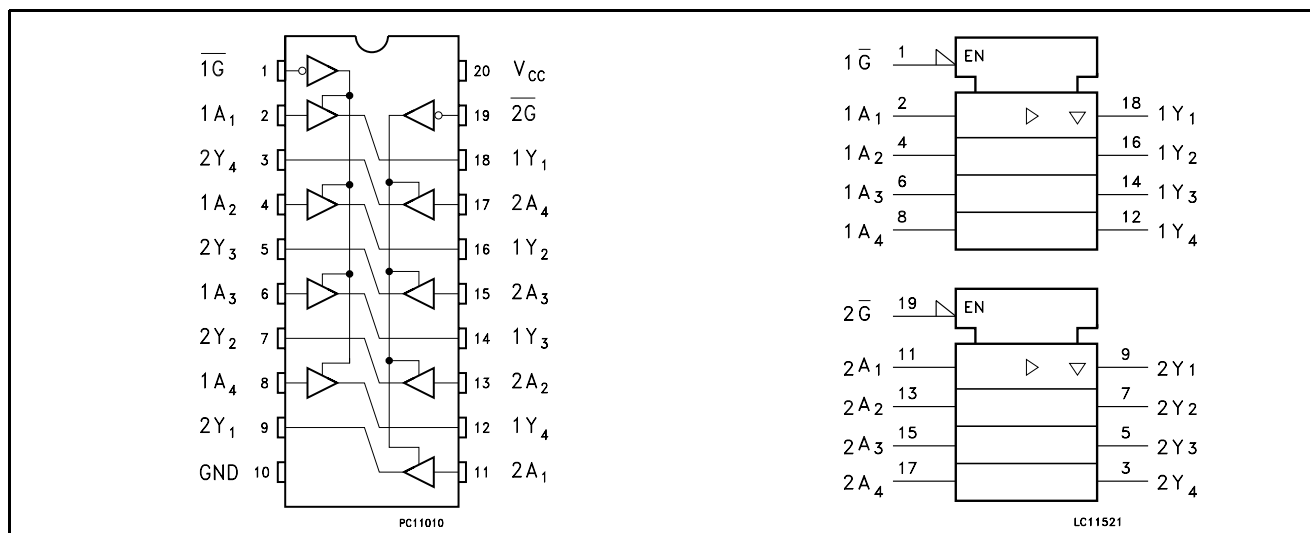 1G̅ 1 20 VCC
1A1 2 19 2G̅
2Y4 3 18 1Y1
1A2 4 17 2A4
2Y3 5 16 1Y2
1A3 6 15 2A3
2Y2 7 14 1Y3
1A4 8 13 2A2
2Y1 9 12 1Y4
GND 10 11 2A1
PC11010
1G̅ 1 EN
1A1 2 18 1Y1
1A2 4 16 1Y2
1A3 6 14 1Y3
1A4 8 12 1Y4
2G̅ 19 EN
2A1 11 9 2Y1
2A2 13 7 2Y2
2A3 15 5 2Y3
2A4 17 3 2Y4
LC11521